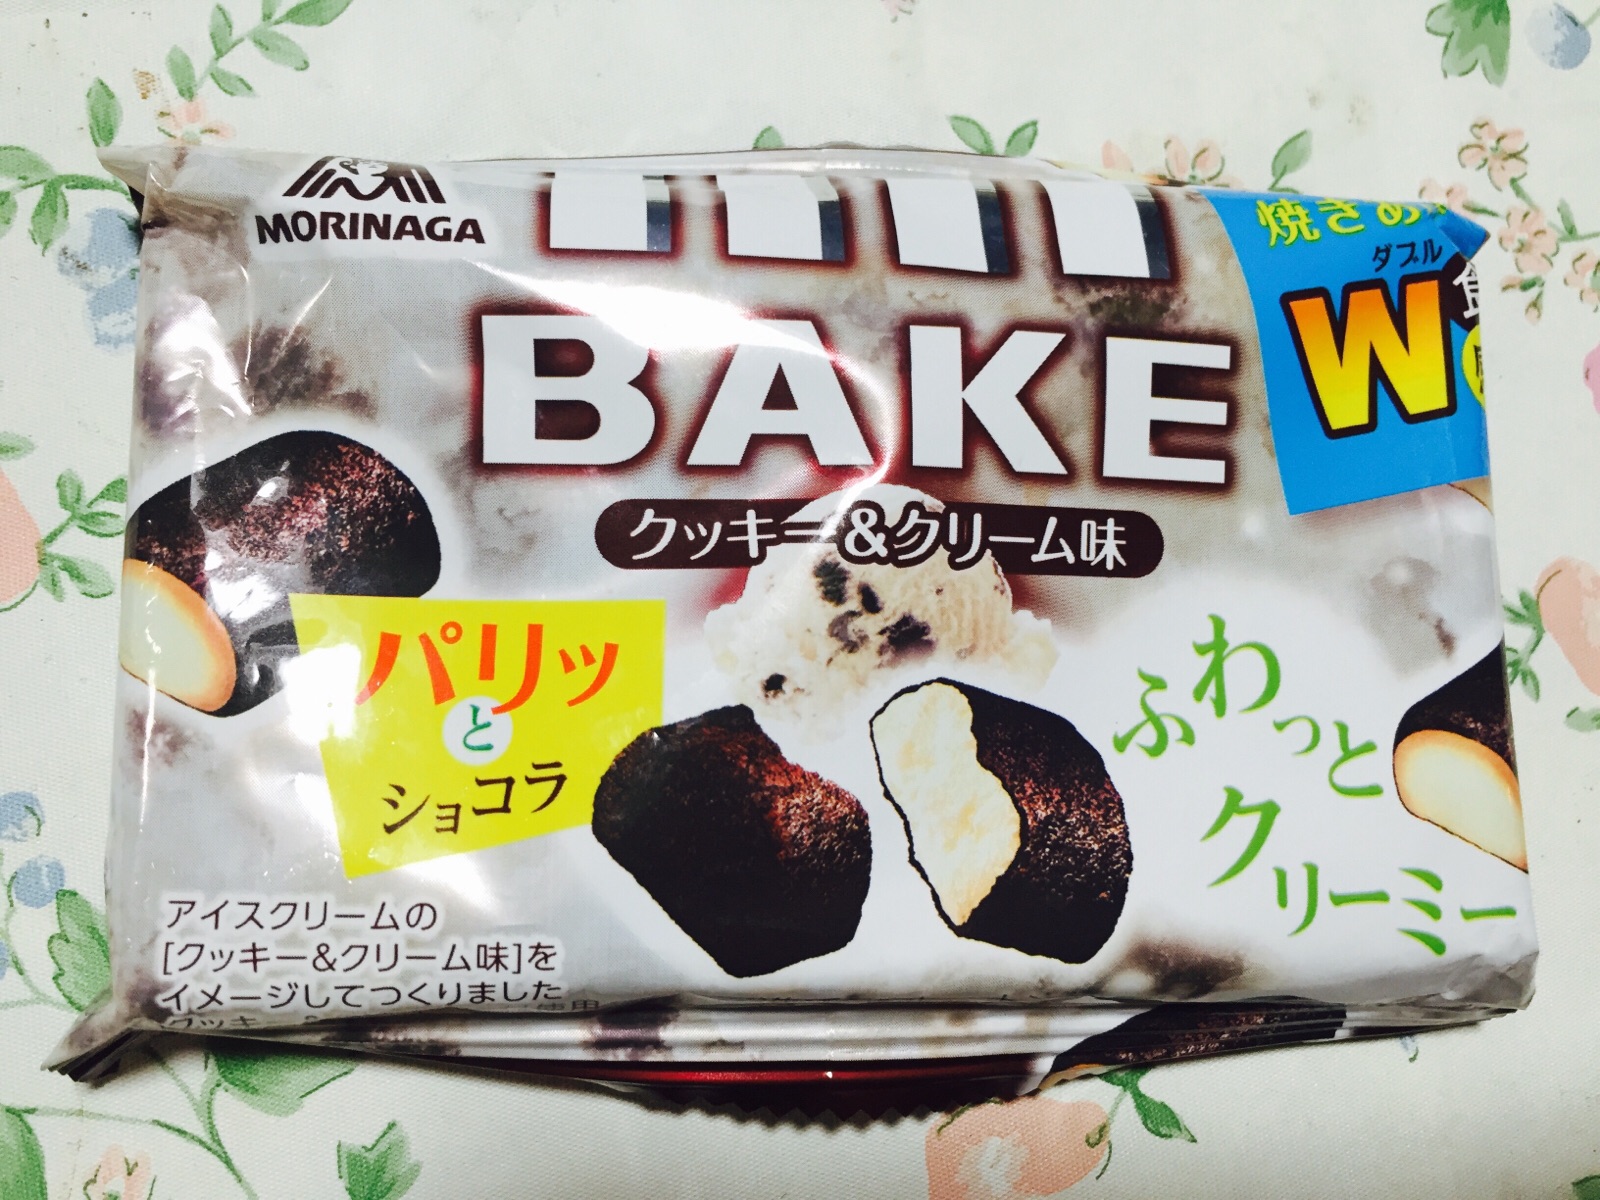 MORINAGA
BAKE
クッキー&クリーム味
焼きめ
ダブル
W
パリッ
と
ショコラ
ふわっと
クリーミー
アイスクリームの
[クッキー&クリーム味]を
イメージしてつくりました